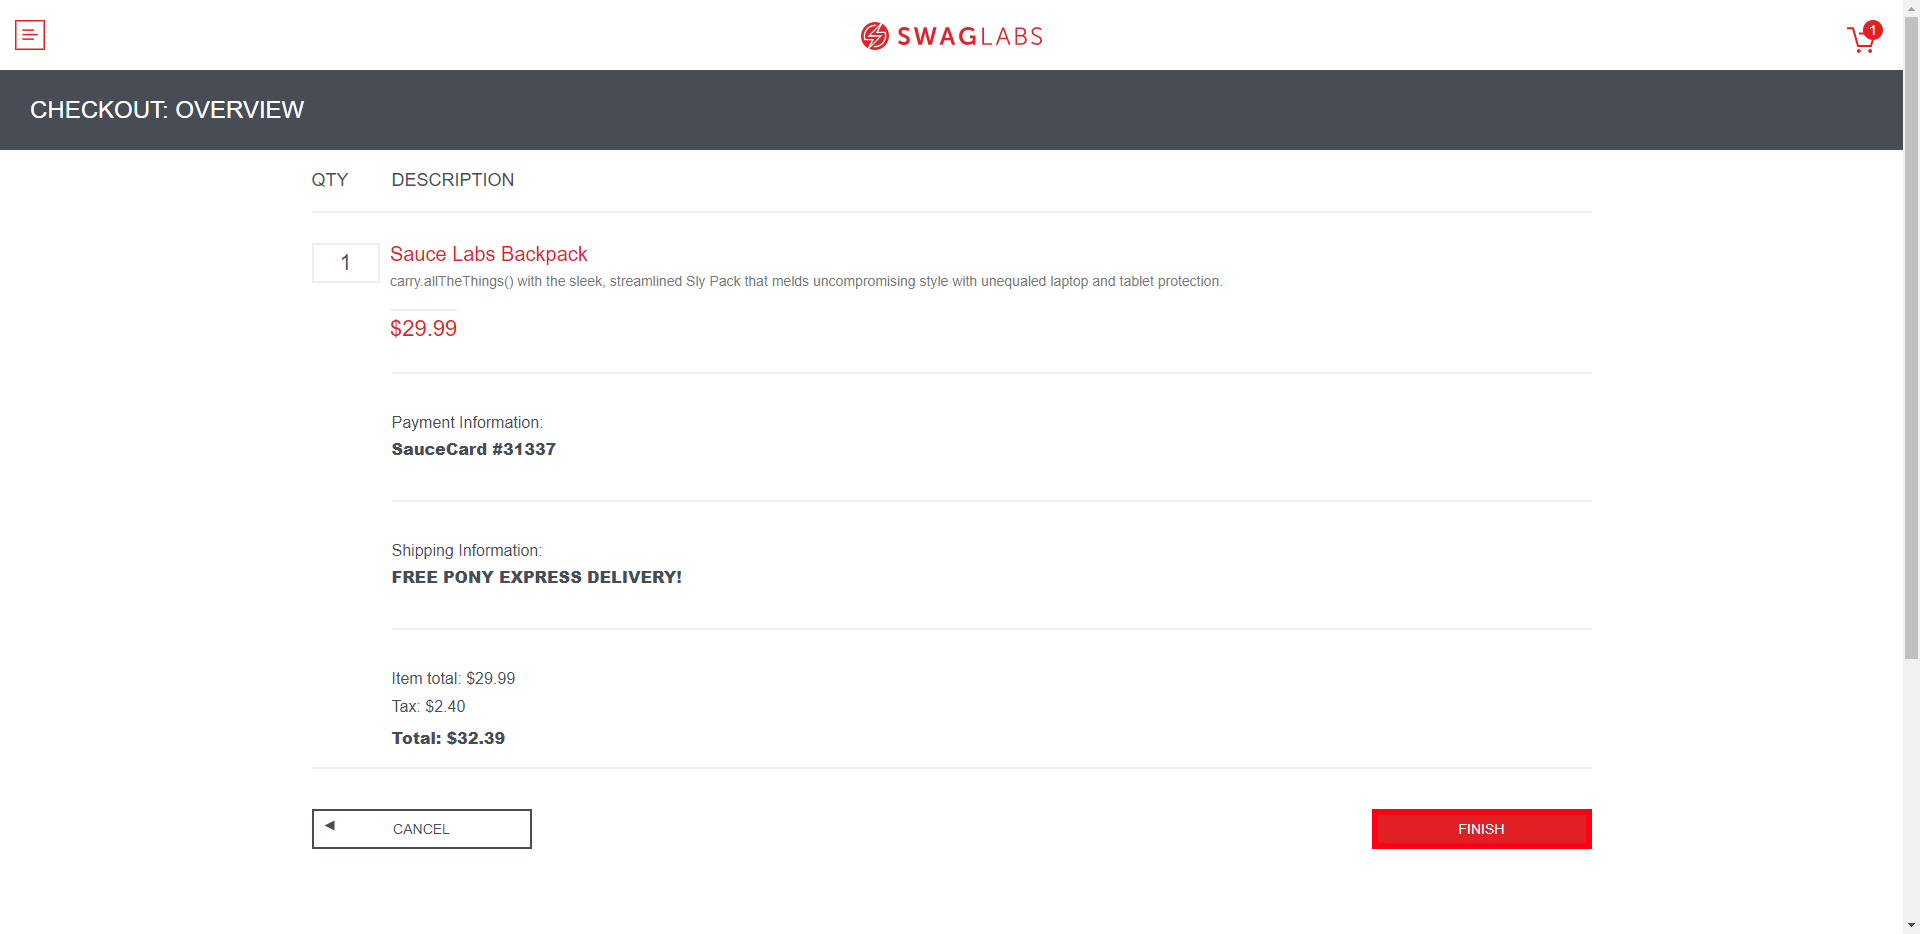 SWAGLABS
1
CHECKOUT: OVERVIEW
QTY DESCRIPTION
1 Sauce Labs Backpack
carry.allTheThings() with the sleek, streamlined Sly Pack that melds uncompromising style with unequaled laptop and tablet protection.
$29.99
Payment Information:
SauceCard #31337
Shipping Information:
FREE PONY EXPRESS DELIVERY!
Item total: $29.99
Tax: $2.40
Total: $32.39
CANCEL FINISH